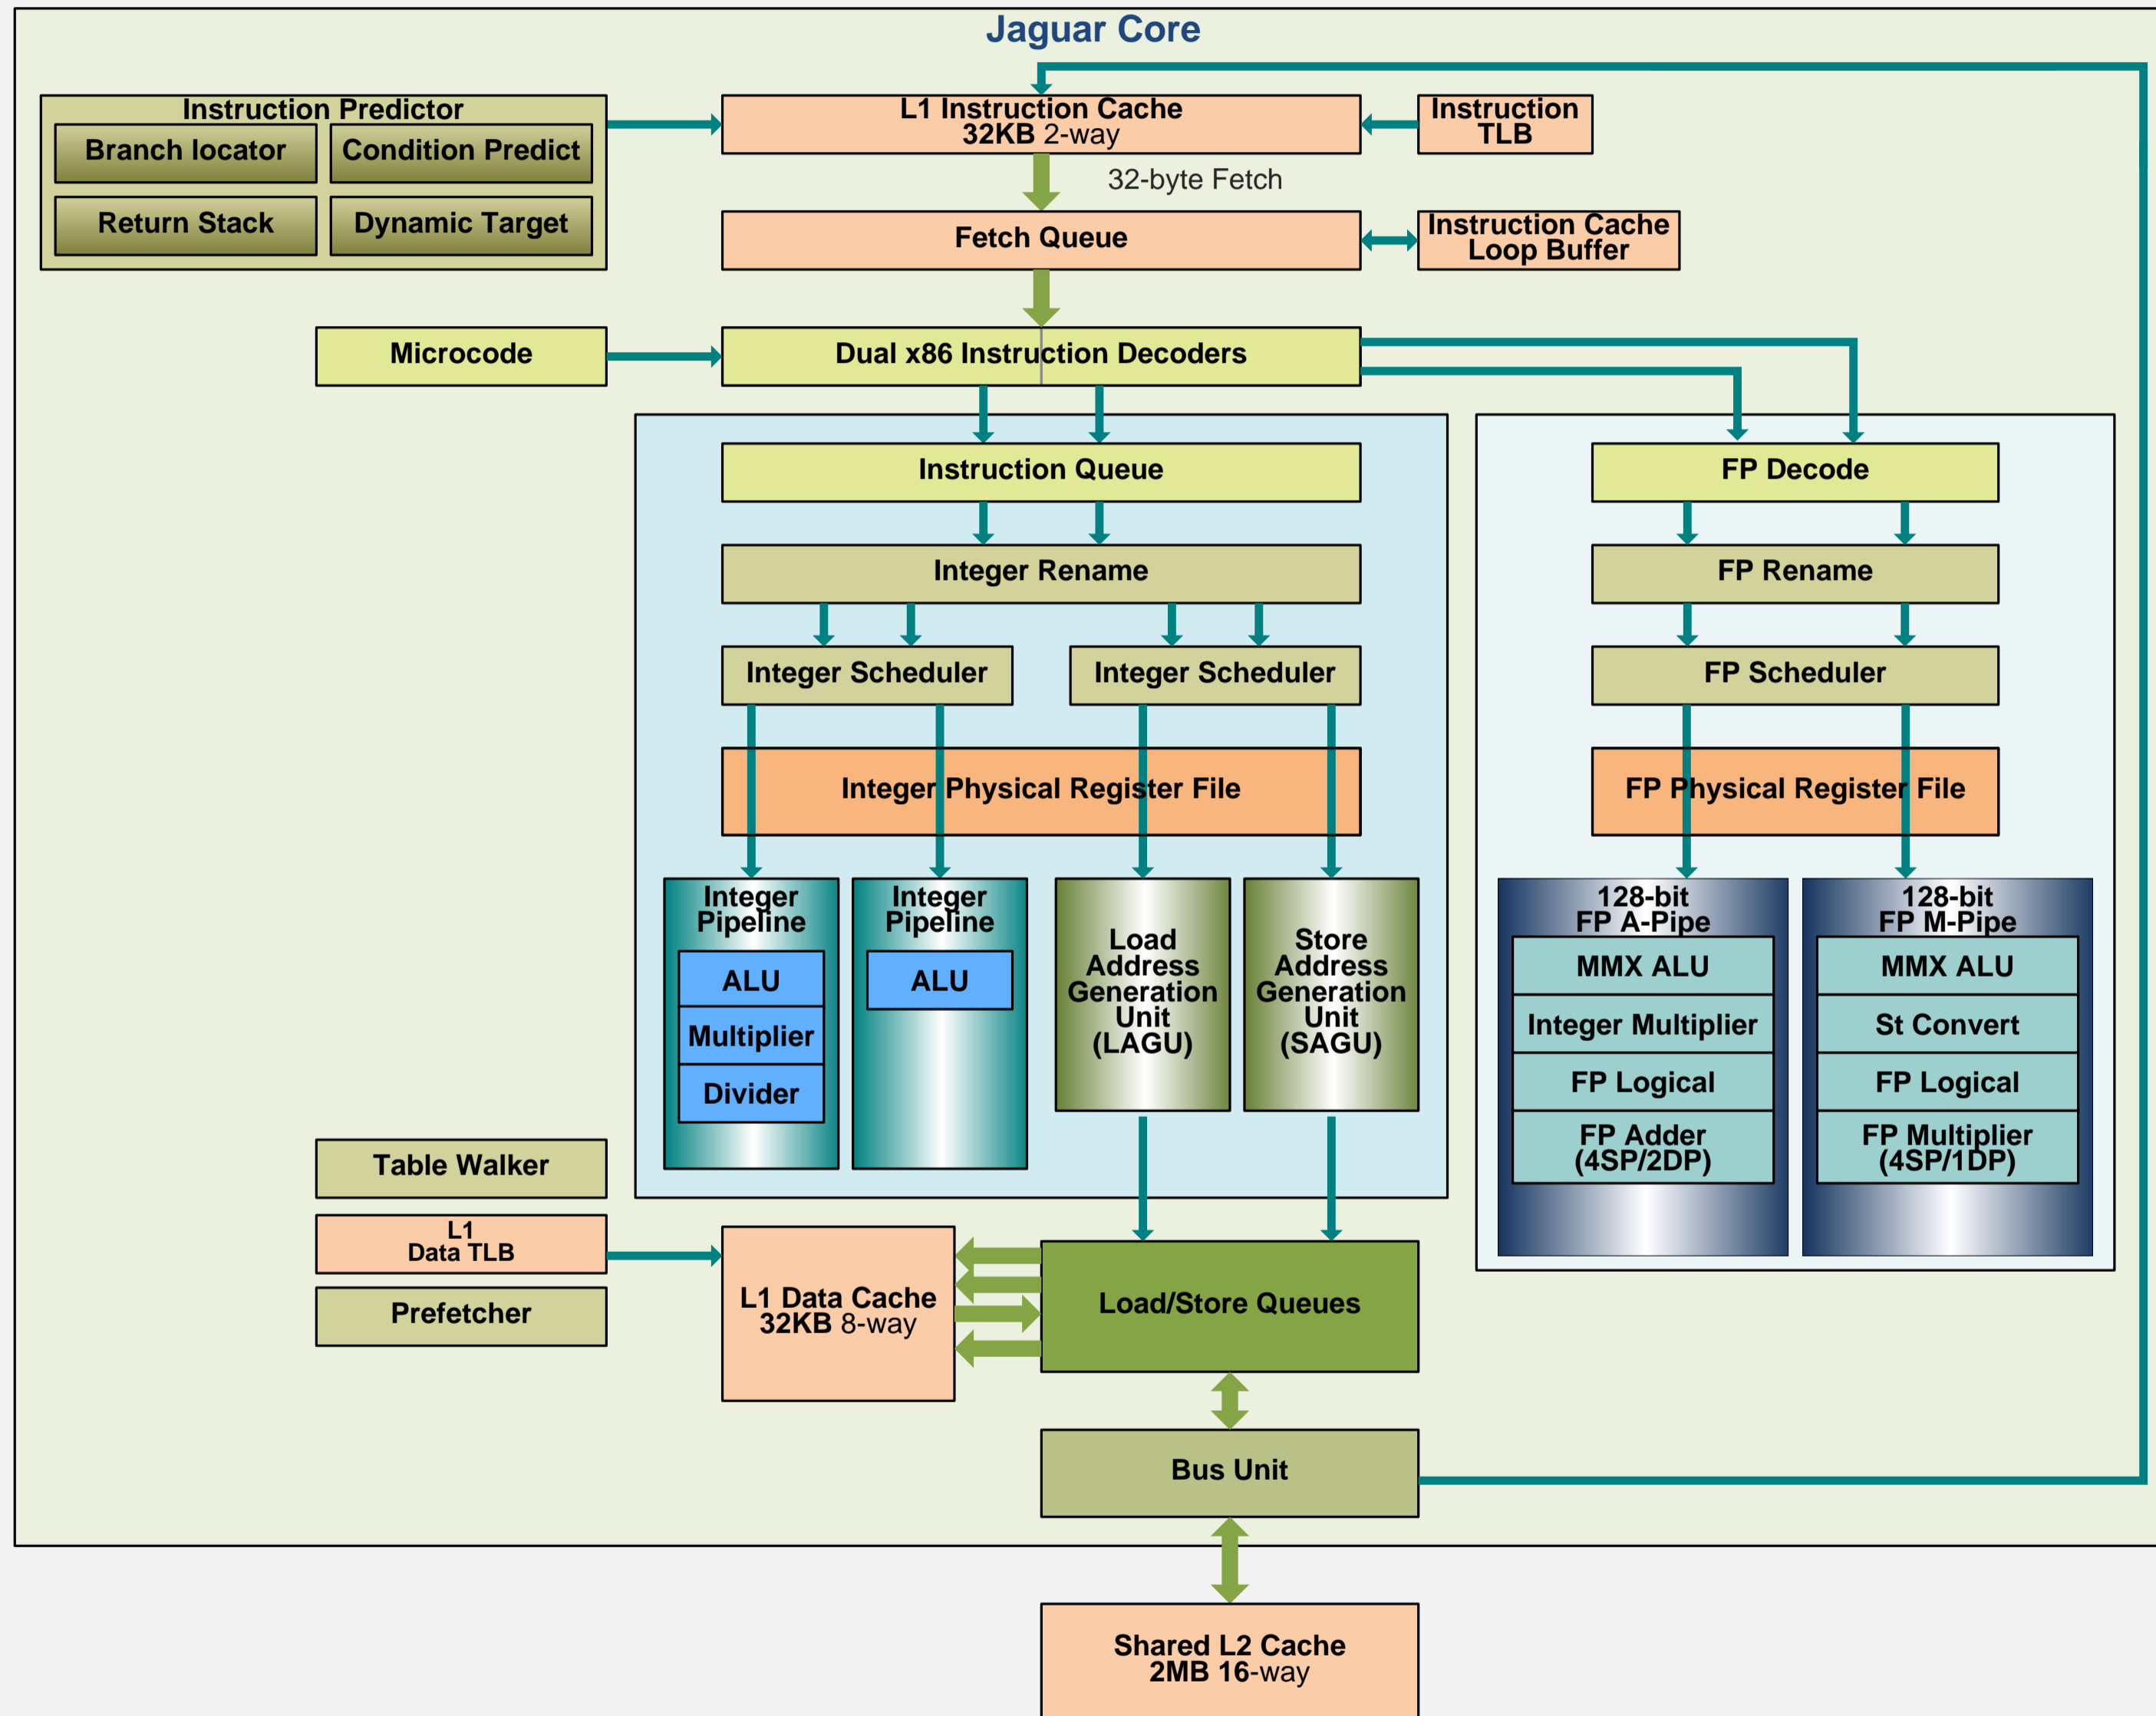 Jaguar Core
Instruction Predictor
Branch locator
Condition Predict
Return Stack
Dynamic Target
L1 Instruction Cache
32KB 2-way
Instruction
TLB
32-byte Fetch
Fetch Queue
Instruction Cache
Loop Buffer
Microcode
Dual x86 Instruction Decoders
Instruction Queue
FP Decode
Integer Rename
FP Rename
Integer Scheduler
Integer Scheduler
FP Scheduler
Integer Physical Register File
FP Physical Register File
Integer
Pipeline
ALU
Multiplier
Divider
Integer
Pipeline
ALU
Load
Address
Generation
Unit
(LAGU)
Store
Address
Generation
Unit
(SAGU)
128-bit
FP A-Pipe
MMX ALU
Integer Multiplier
FP Logical
FP Adder
(4SP/2DP)
128-bit
FP M-Pipe
MMX ALU
St Convert
FP Logical
FP Multiplier
(4SP/1DP)
Table Walker
L1
Data TLB
Prefetcher
L1 Data Cache
32KB 8-way
Load/Store Queues
Bus Unit
Shared L2 Cache
2MB 16-way